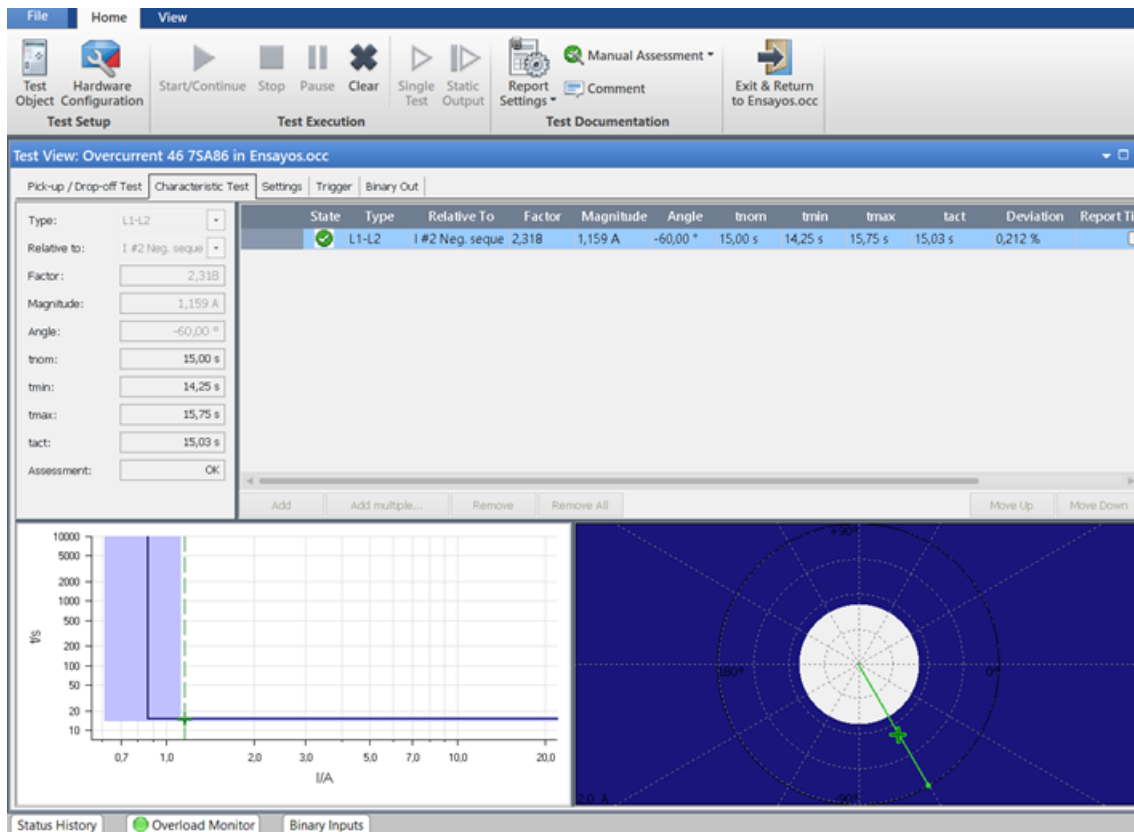 File Home View
Test Object
Hardware Configuration
Start/Continue
Stop
Pause
Clear
Single Test
Static Output
Report Settings
Manual Assessment
Comment
Exit & Return to Ensayos.occ
Test Setup
Test Execution
Test Documentation
Test View: Overcurrent 46 7SA86 in Ensayos.occ
Pick-up / Drop-off Test Characteristic Test Settings Trigger Binary Out
Type: L1-L2
Relative to: I #2 Neg. seque
Factor: 2,318
Magnitude: 1,159 A
Angle: -60,00 °
tnom: 15,00 s
tmin: 14,25 s
tmax: 15,75 s
tact: 15,03 s
Assessment: OK
State Type Relative To Factor Magnitude Angle tnom tmin tmax tact Deviation Report Ti
L1-L2 I #2 Neg. seque 2,318 1,159 A -60,00 ° 15,00 s 14,25 s 15,75 s 15,03 s 0,212 %
Add Add multiple... Remove Remove All Move Up Move Down
10000
5000
2000
1000
500
200
100
50
20
10
t/s
0,7 1,0 2,0 3,0 5,0 7,0 10,0 20,0
I/A
+90°
180°
0°
-90°
2,0 A
Status History Overload Monitor Binary Inputs